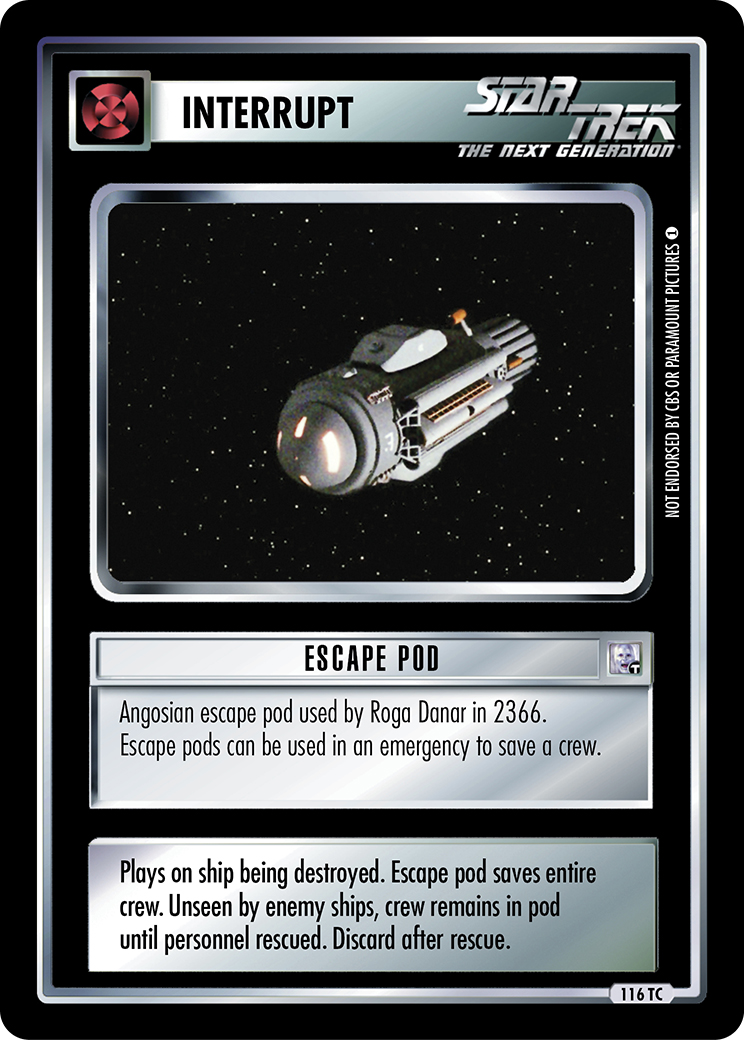 INTERRUPT
STAR TREK
THE NEXT GENERATION
NOT ENDORSED BY CBS OR PARAMOUNT PICTURES 1
3
ESCAPE POD
T
Angosian escape pod used by Roga Danar in 2366.
Escape pods can be used in an emergency to save a crew.
Plays on ship being destroyed. Escape pod saves entire
crew. Unseen by enemy ships, crew remains in pod
until personnel rescued. Discard after rescue.
116 TC